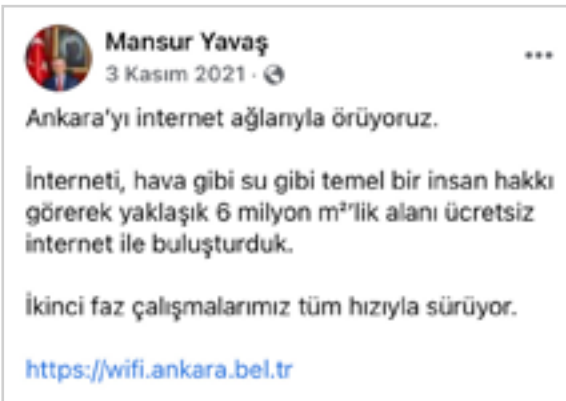 Mansur Yavaş
3 Kasım 2021 ·
Ankara'yı internet ağlarıyla örüyoruz.
İnterneti, hava gibi su gibi temel bir insan hakkı
görerek yaklaşık 6 milyon m²'lik alanı ücretsiz
internet ile buluşturduk.
İkinci faz çalışmalarımız tüm hızıyla sürüyor.
https://wifi.ankara.bel.tr